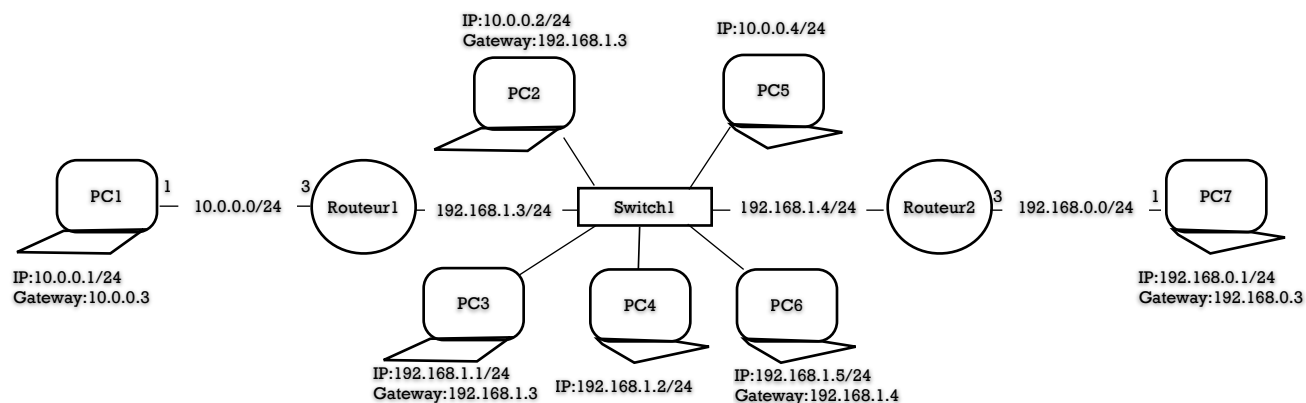 IP:10.0.0.2/24
Gateway:192.168.1.3
IP:10.0.0.4/24
PC2
PC5
PC1
1
10.0.0.0/24
3
Routeur1
192.168.1.3/24
Switch1
192.168.1.4/24
Routeur2
3
192.168.0.0/24
1
PC7
IP:10.0.0.1/24
Gateway:10.0.0.3
IP:192.168.0.1/24
Gateway:192.168.0.3
PC3
PC4
PC6
IP:192.168.1.1/24
Gateway:192.168.1.3
IP:192.168.1.2/24
IP:192.168.1.5/24
Gateway:192.168.1.4